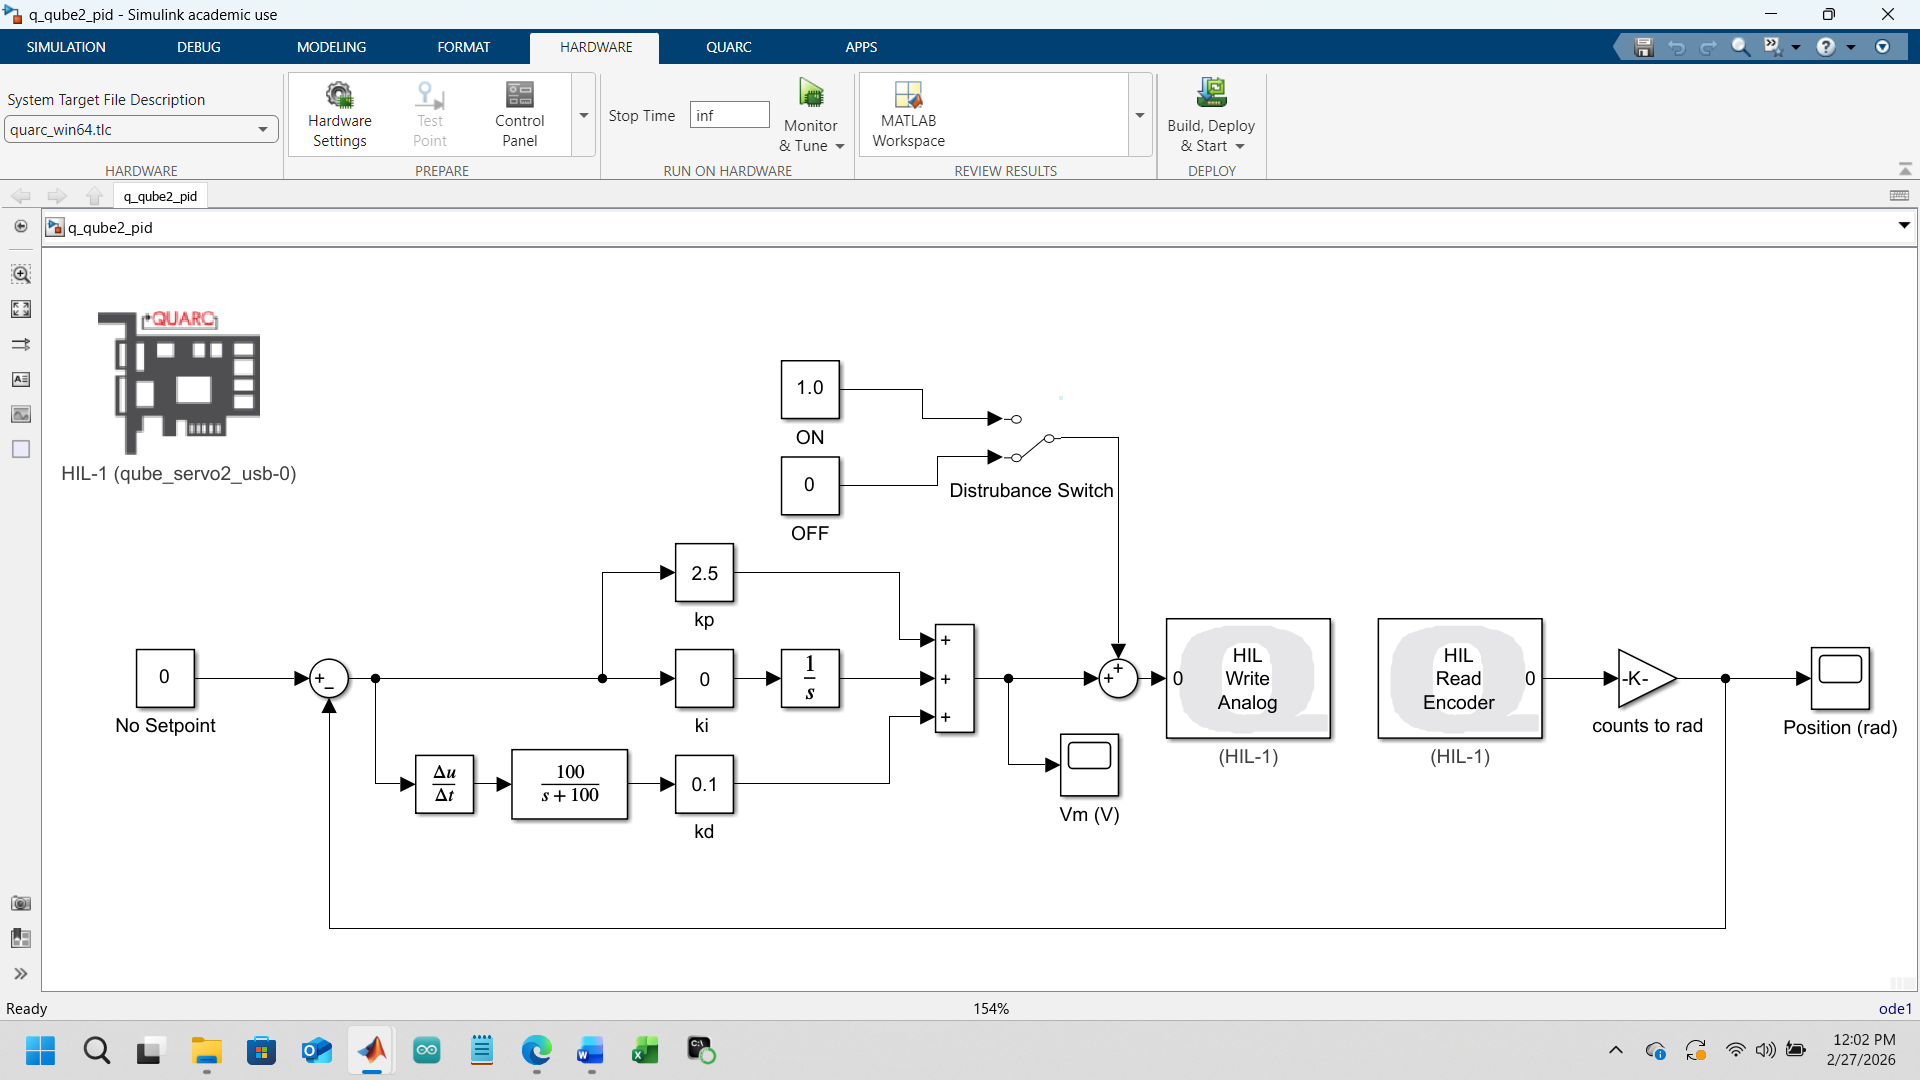 q_qube2_pid - Simulink academic use
SIMULATION
DEBUG
MODELING
FORMAT
HARDWARE
QUARC
APPS
System Target File Description
quarc_win64.tlc
HARDWARE
Hardware
Settings
Test
Point
Control
Panel
PREPARE
Stop Time
inf
Monitor
& Tune
RUN ON HARDWARE
MATLAB
Workspace
REVIEW RESULTS
Build, Deploy
& Start
DEPLOY
q_qube2_pid
q_qube2_pid
QUARC
HIL-1 (qube_servo2_usb-0)
1.0
ON
0
OFF
Distrubance Switch
2.5
kp
0
No Setpoint
+
−
0
ki
1
s
+
+
+
+
+
0
HIL
Write
Analog
(HIL-1)
HIL
Read
Encoder
0
(HIL-1)
-K-
counts to rad
Position (rad)
Δu
Δt
100
s + 100
0.1
kd
Vm (V)
Ready
154%
ode1
12:02 PM
2/27/2026